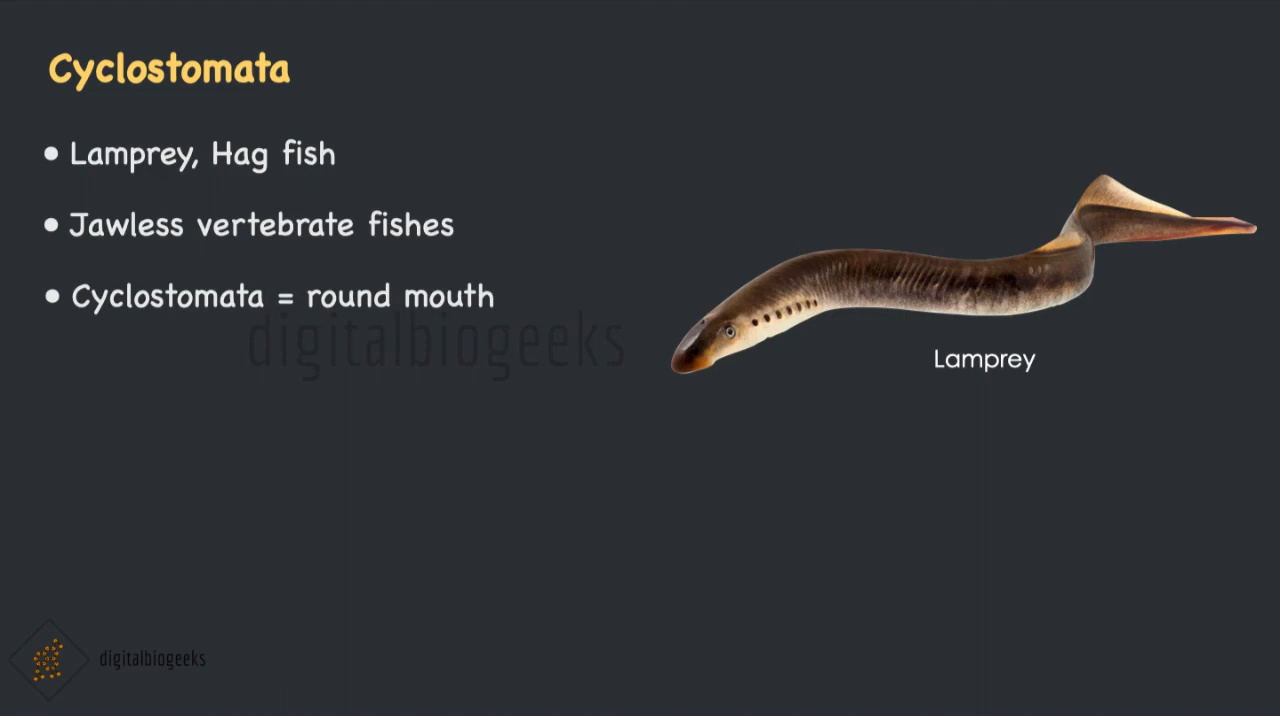 Cyclostomata
• Lamprey, Hag fish
• Jawless vertebrate fishes
• Cyclostomata = round mouth
digitalbiogeeks
Lamprey
digitalbiogeeks